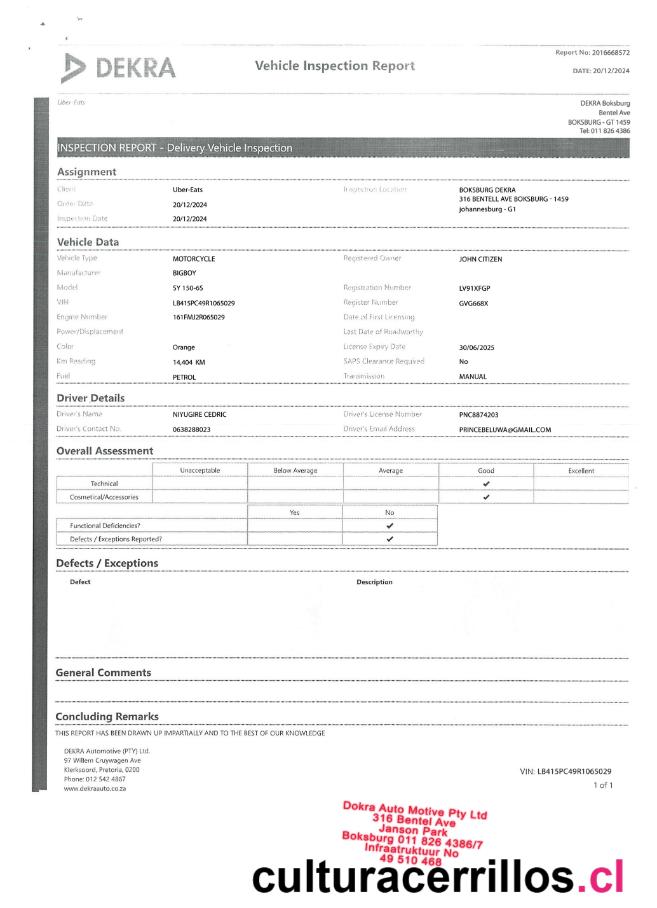 Report No: 2016668572
DEKRA
Vehicle Inspection Report
DATE: 20/12/2024
Uber-Eats
DEKRA Boksburg
Bentel Ave
BOKSBURG - GT 1459
Tel: 011 826 4386
INSPECTION REPORT - Delivery Vehicle Inspection
Assignment
Client Uber-Eats Inspection Location BOKSBURG DEKRA
316 BENTELL AVE BOKSBURG - 1459
Order Date 20/12/2024 johannesburg - G1
Inspection Date 20/12/2024
Vehicle Data
Vehicle Type MOTORCYCLE Registered Owner JOHN CITIZEN
Manufacturer BIGBOY
Model SY 150-6S Registration Number LV91XFGP
VIN LB415PC49R1065029 Register Number GVG668X
Engine Number 161FMJ2R065029 Date of First Licensing
Power/Displacement Last Date of Roadworthy
Color Orange License Expiry Date 30/06/2025
Km Reading 14,404 KM SAPS Clearance Required No
Fuel PETROL Transmission MANUAL
Driver Details
Driver's Name NIYUGIRE CEDRIC Driver's License Number PNC8874203
Driver's Contact No. 0638288023 Driver's Email Address PRINCEBELUWA@GMAIL.COM
Overall Assessment
Unacceptable Below Average Average Good Excellent
Technical ✓
Cosmetical/Accessories ✓
Yes No
Functional Deficiencies? ✓
Defects / Exceptions Reported? ✓
Defects / Exceptions
Defect Description
General Comments
Concluding Remarks
THIS REPORT HAS BEEN DRAWN UP IMPARTIALLY AND TO THE BEST OF OUR KNOWLEDGE
DEKRA Automotive (PTY) Ltd.
97 Willem Cruywagen Ave
Klerksoord, Pretoria, 0200
Phone: 012 542 4867
www.dekraauto.co.za
VIN: LB415PC49R1065029
1 of 1
Dokra Auto Motive Pty Ltd
316 Bentel Ave
Janson Park
Boksburg 011 826 4386/7
Infraatruktuur No
49 510 468
culturacerrillos.cl